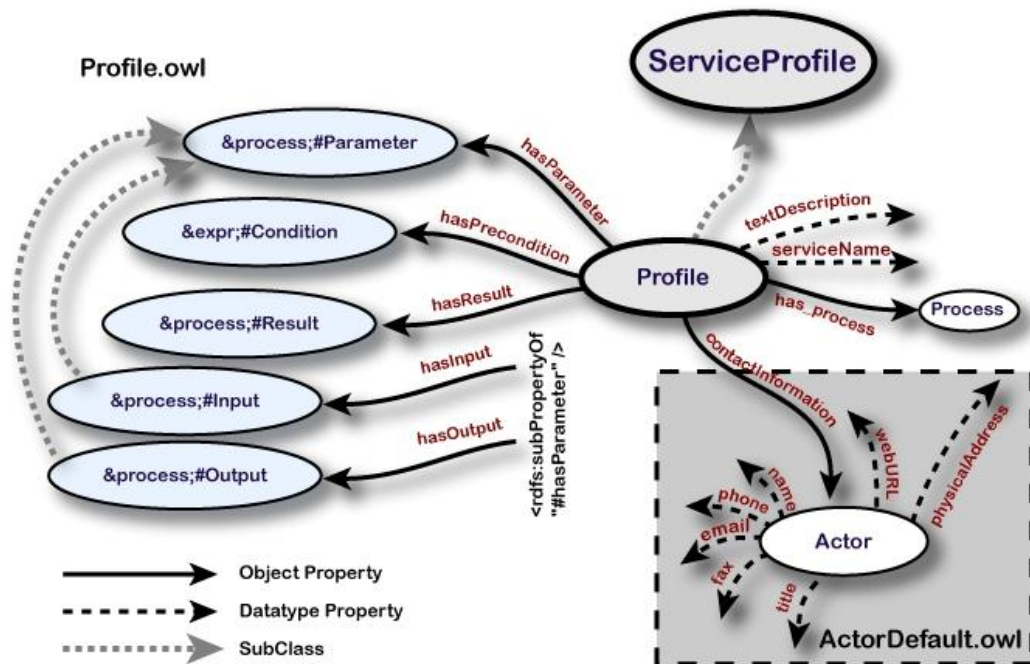 Profile.owl
ServiceProfile
&process;#Parameter
hasParameter
textDescription
&expr;#Condition
hasPrecondition
serviceName
Profile
hasResult
has_process
Process
&process;#Result
hasInput
contactInformation
&process;#Input
hasOutput
<rdfs:subPropertyOf
"#hasParameter" />
&process;#Output
webURL
physicalAddress
name
phone
email
fax
title
Actor
Object Property
Datatype Property
SubClass
ActorDefault.owl